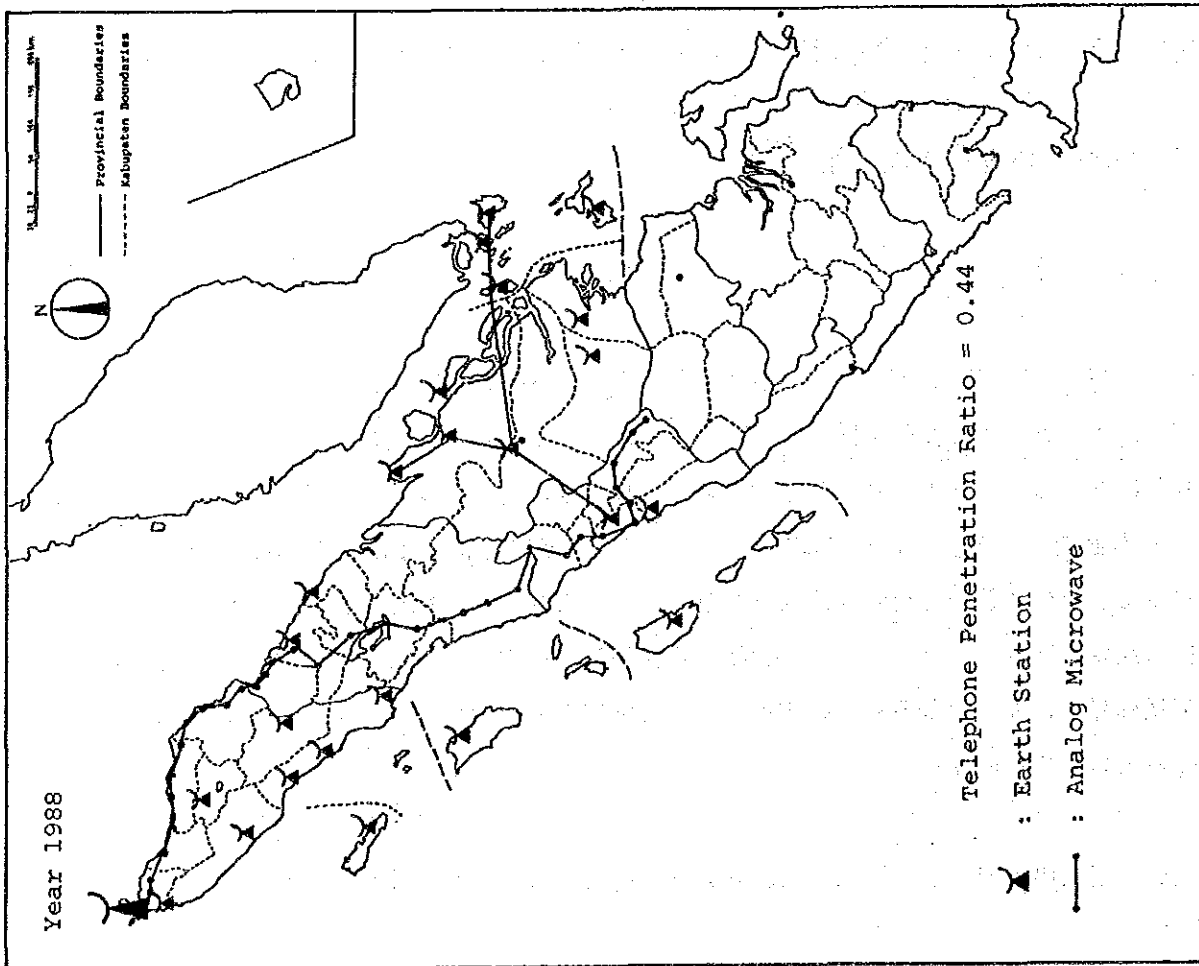 Year 1988
N
Provincial Boundaries
Kabupaten Boundaries
Telephone Penetration Ratio = 0.44
: Earth Station
: Analog Microwave